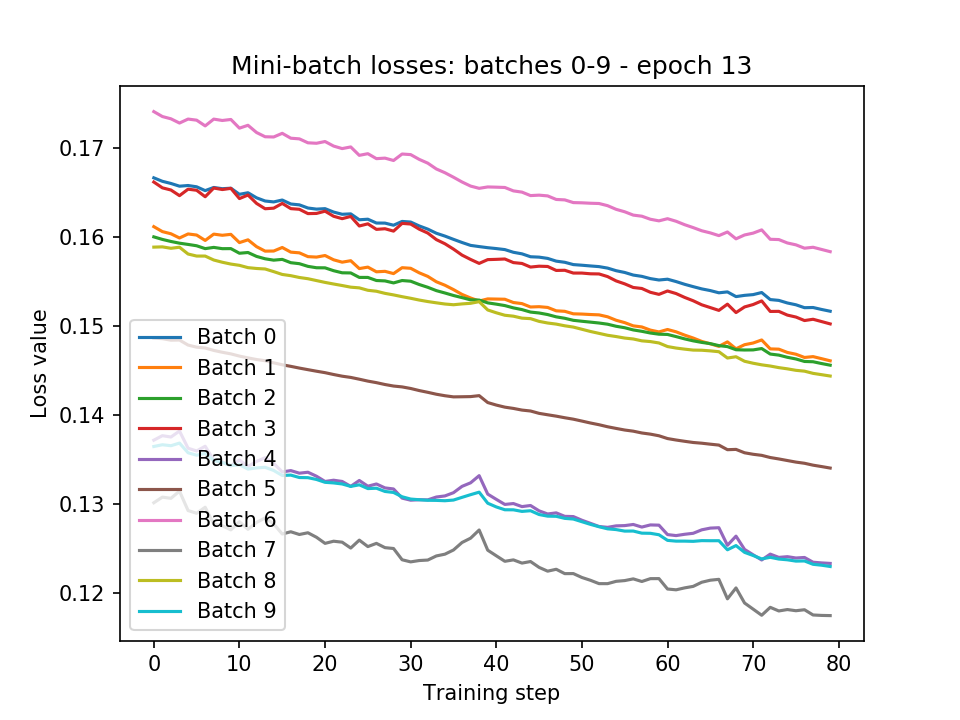 Mini-batch losses: batches 0-9 - epoch 13
Loss value
0.17
0.16
0.15
0.14
0.13
0.12
Batch 0
Batch 1
Batch 2
Batch 3
Batch 4
Batch 5
Batch 6
Batch 7
Batch 8
Batch 9
0 10 20 30 40 50 60 70 80
Training step